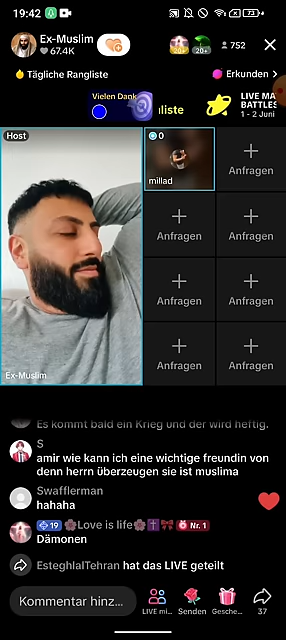 19:42
73
Ex-Muslim
67.4K
20+
20+
752
Tägliche Rangliste
Erkunden >
Vielen Dank
liste
LIVE MA
BATTLES
1 - 2 Juni
Host
0
millad
Anfragen
Anfragen
Anfragen
Anfragen
Anfragen
Anfragen
Anfragen
Ex-Muslim
Es kommt bald ein Krieg und der wird heftig.
S
amir wie kann ich eine wichtige freundin von
denn herrn überzeugen sie ist muslima
Swafflerman
hahaha
19 Love is life Nr. 1
Dämonen
EsteghlalTehran hat das LIVE geteilt
Kommentar hinz...
LIVE mi...
Senden
Gesche...
37